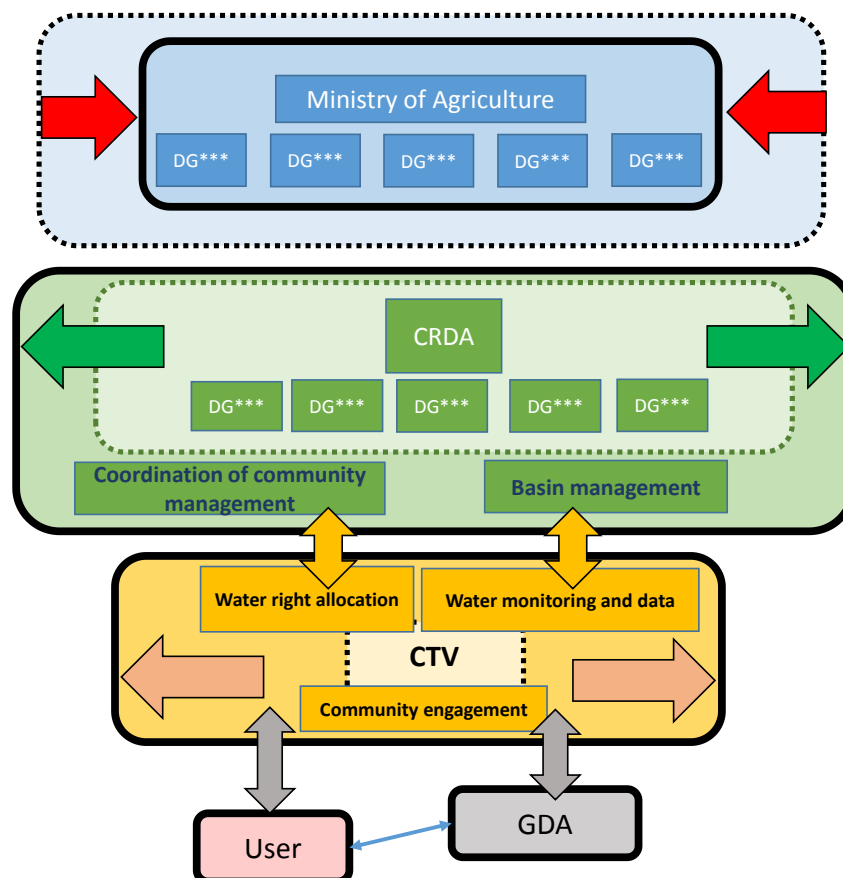 Ministry of Agriculture
DG***
DG***
DG***
DG***
DG***
CRDA
DG***
DG***
DG***
DG***
DG***
Coordination of community
management
Basin management
Water right allocation
Water monitoring and data
CTV
Community engagement
User
GDA